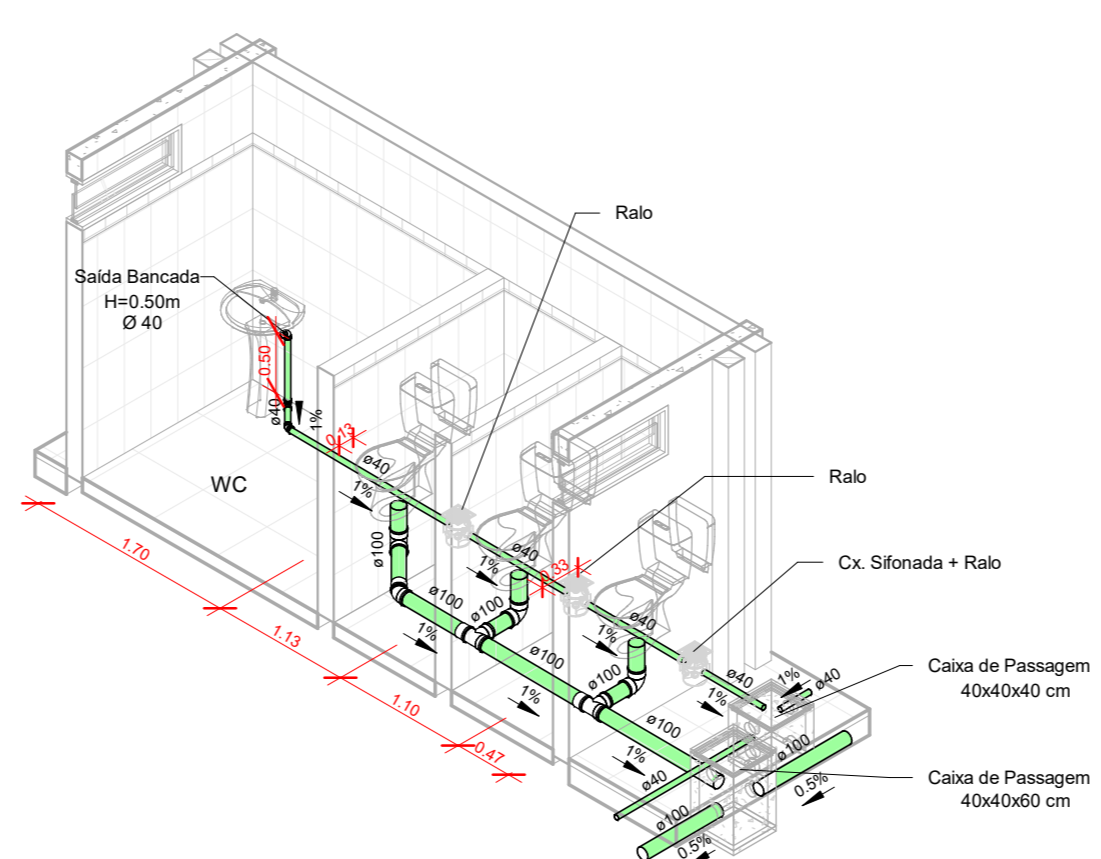 Ralo
Saída Bancada
H=0.50m
Ø 40
0.50
ø40
1%
0.13
ø40
1%
WC
Ralo
ø100
ø40
1%
0.33
Cx. Sifonada + Ralo
ø100
ø100
1%
ø40
1%
ø100
1%
ø100
ø40
1%
1%
ø40
Caixa de Passagem
40x40x40 cm
ø100
1%
ø40
ø100
0.5%
Caixa de Passagem
40x40x60 cm
ø100
0.5%
1.70
1.13
1.10
0.47